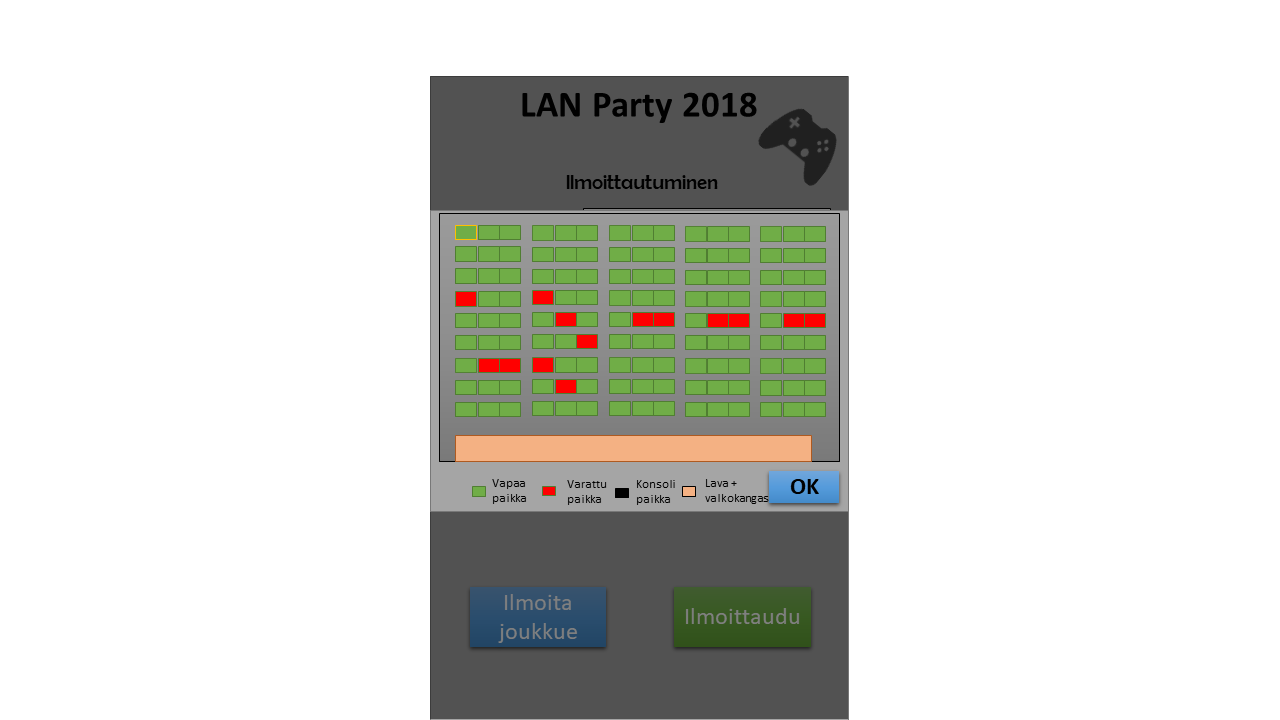 LAN Party 2018
Ilmoittautuminen
Vapaa
paikka
Varattu
paikka
Konsoli
paikka
Lava +
valkokangas
OK
Ilmoita
joukkue
Ilmoittaudu